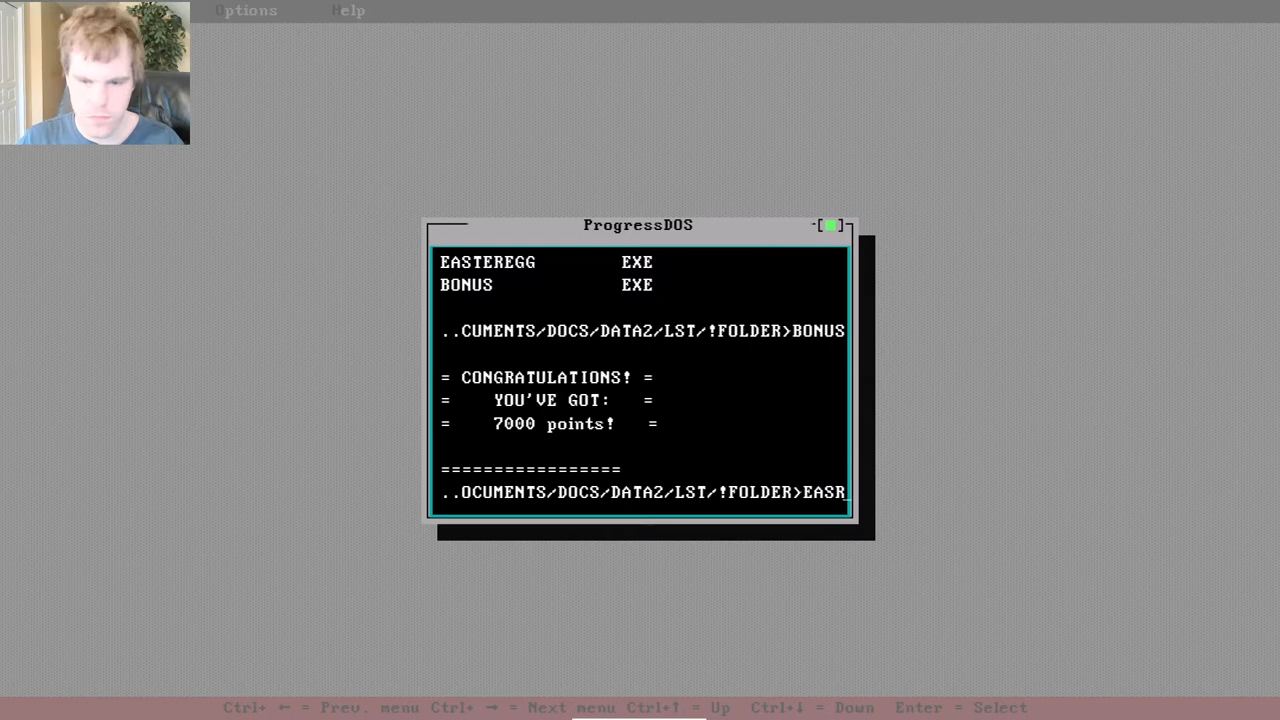 Options Help
ProgressDOS
[■]
EASTEREGG EXE
BONUS EXE
..CUMENTS/DOCS/DATA2/LST/!FOLDER>BONUS
= CONGRATULATIONS! =
= YOU'VE GOT: =
= 7000 points! =
=================
..OCUMENTS/DOCS/DATA2/LST/!FOLDER>EASR_
Ctrl+ ← = Prev. menu Ctrl+ → = Next menu Ctrl+↑ = Up Ctrl+↓ = Down Enter = Select